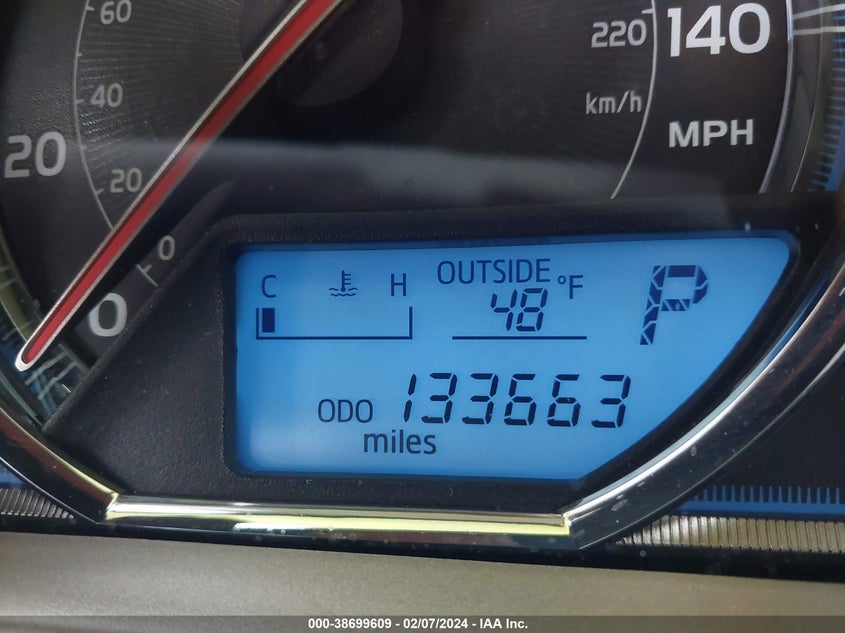 60
220
140
40
km/h
MPH
20
20
0
0
OUTSIDE
C H 48 °F P
ODO 133663
miles
000-38699609 - 02/07/2024 - IAA Inc.